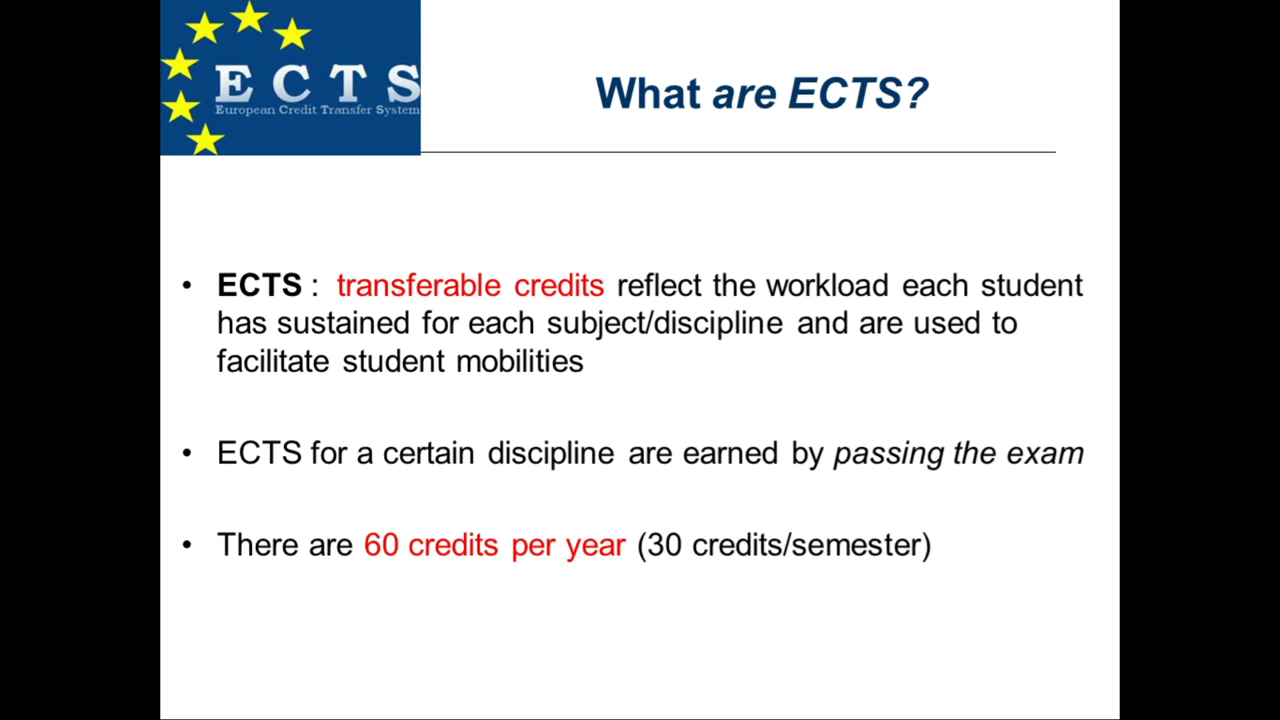 E C T S
European Credit Transfer System
What are ECTS?
• ECTS : transferable credits reflect the workload each student
has sustained for each subject/discipline and are used to
facilitate student mobilities
• ECTS for a certain discipline are earned by passing the exam
• There are 60 credits per year (30 credits/semester)